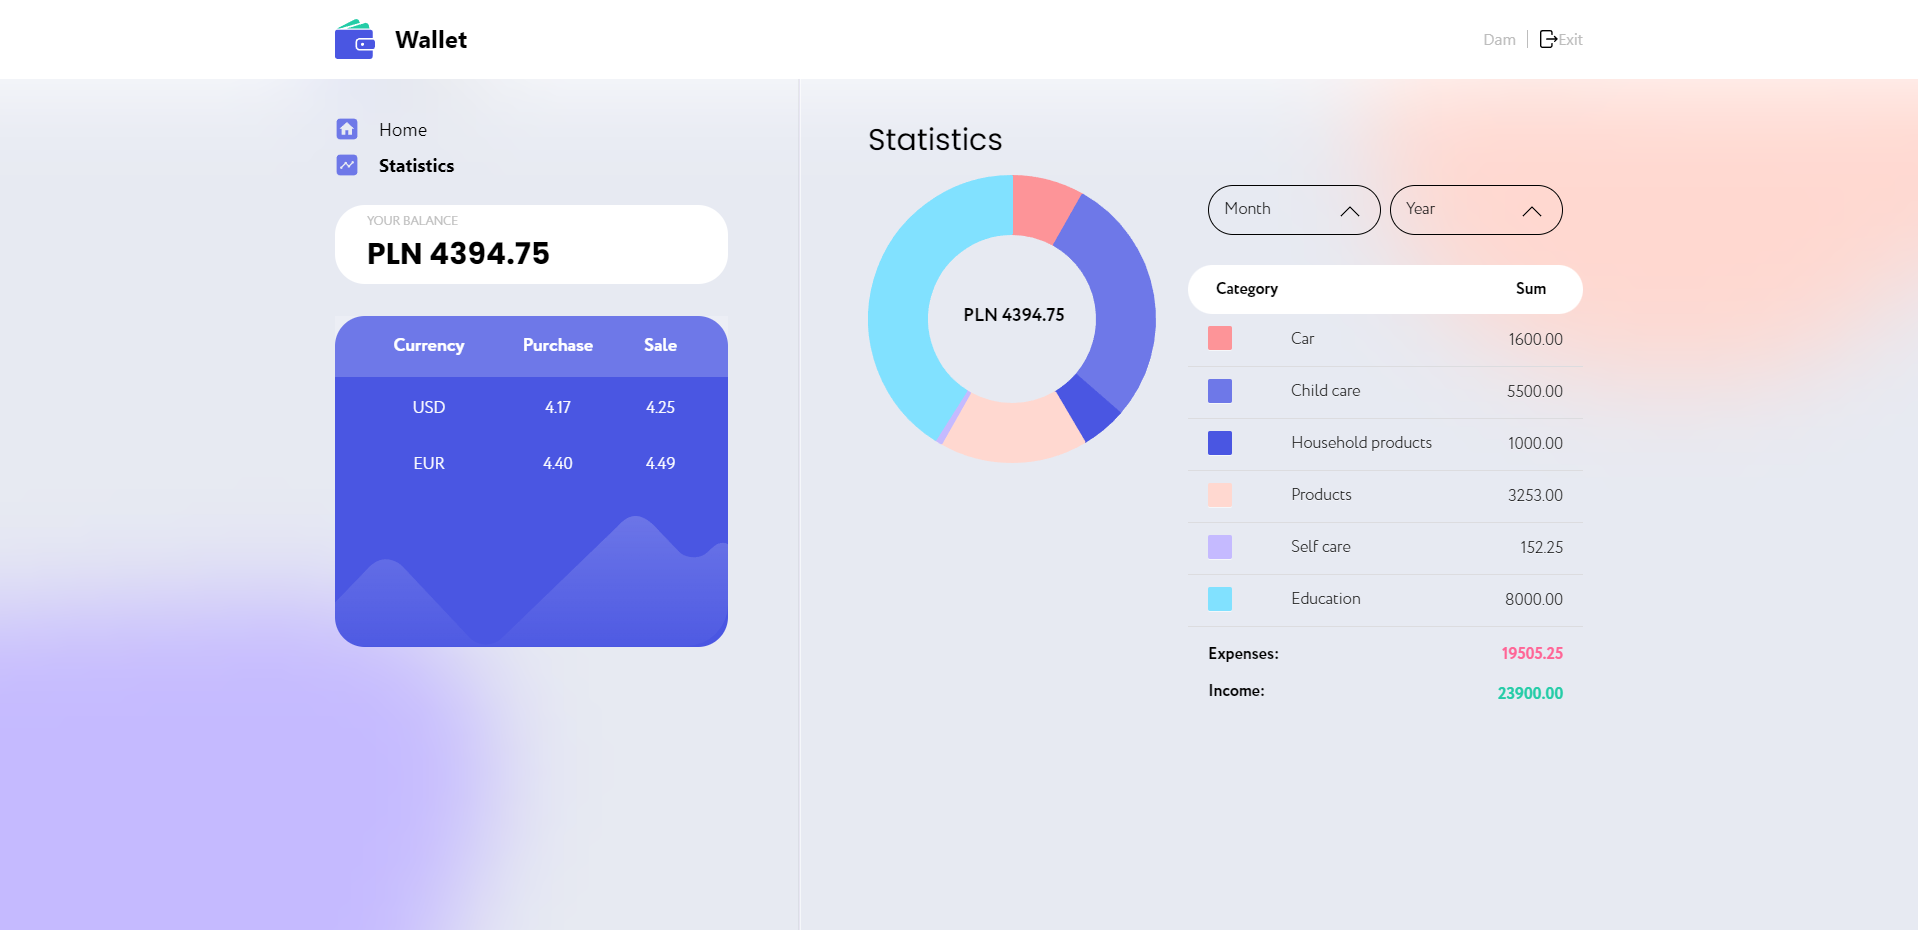 Wallet
Dam
Exit
Home
Statistics
YOUR BALANCE
PLN 4394.75
Currency Purchase Sale
USD 4.17 4.25
EUR 4.40 4.49
Statistics
PLN 4394.75
Month
Year
Category Sum
Car 1600.00
Child care 5500.00
Household products 1000.00
Products 3253.00
Self care 152.25
Education 8000.00
Expenses: 19505.25
Income: 23900.00